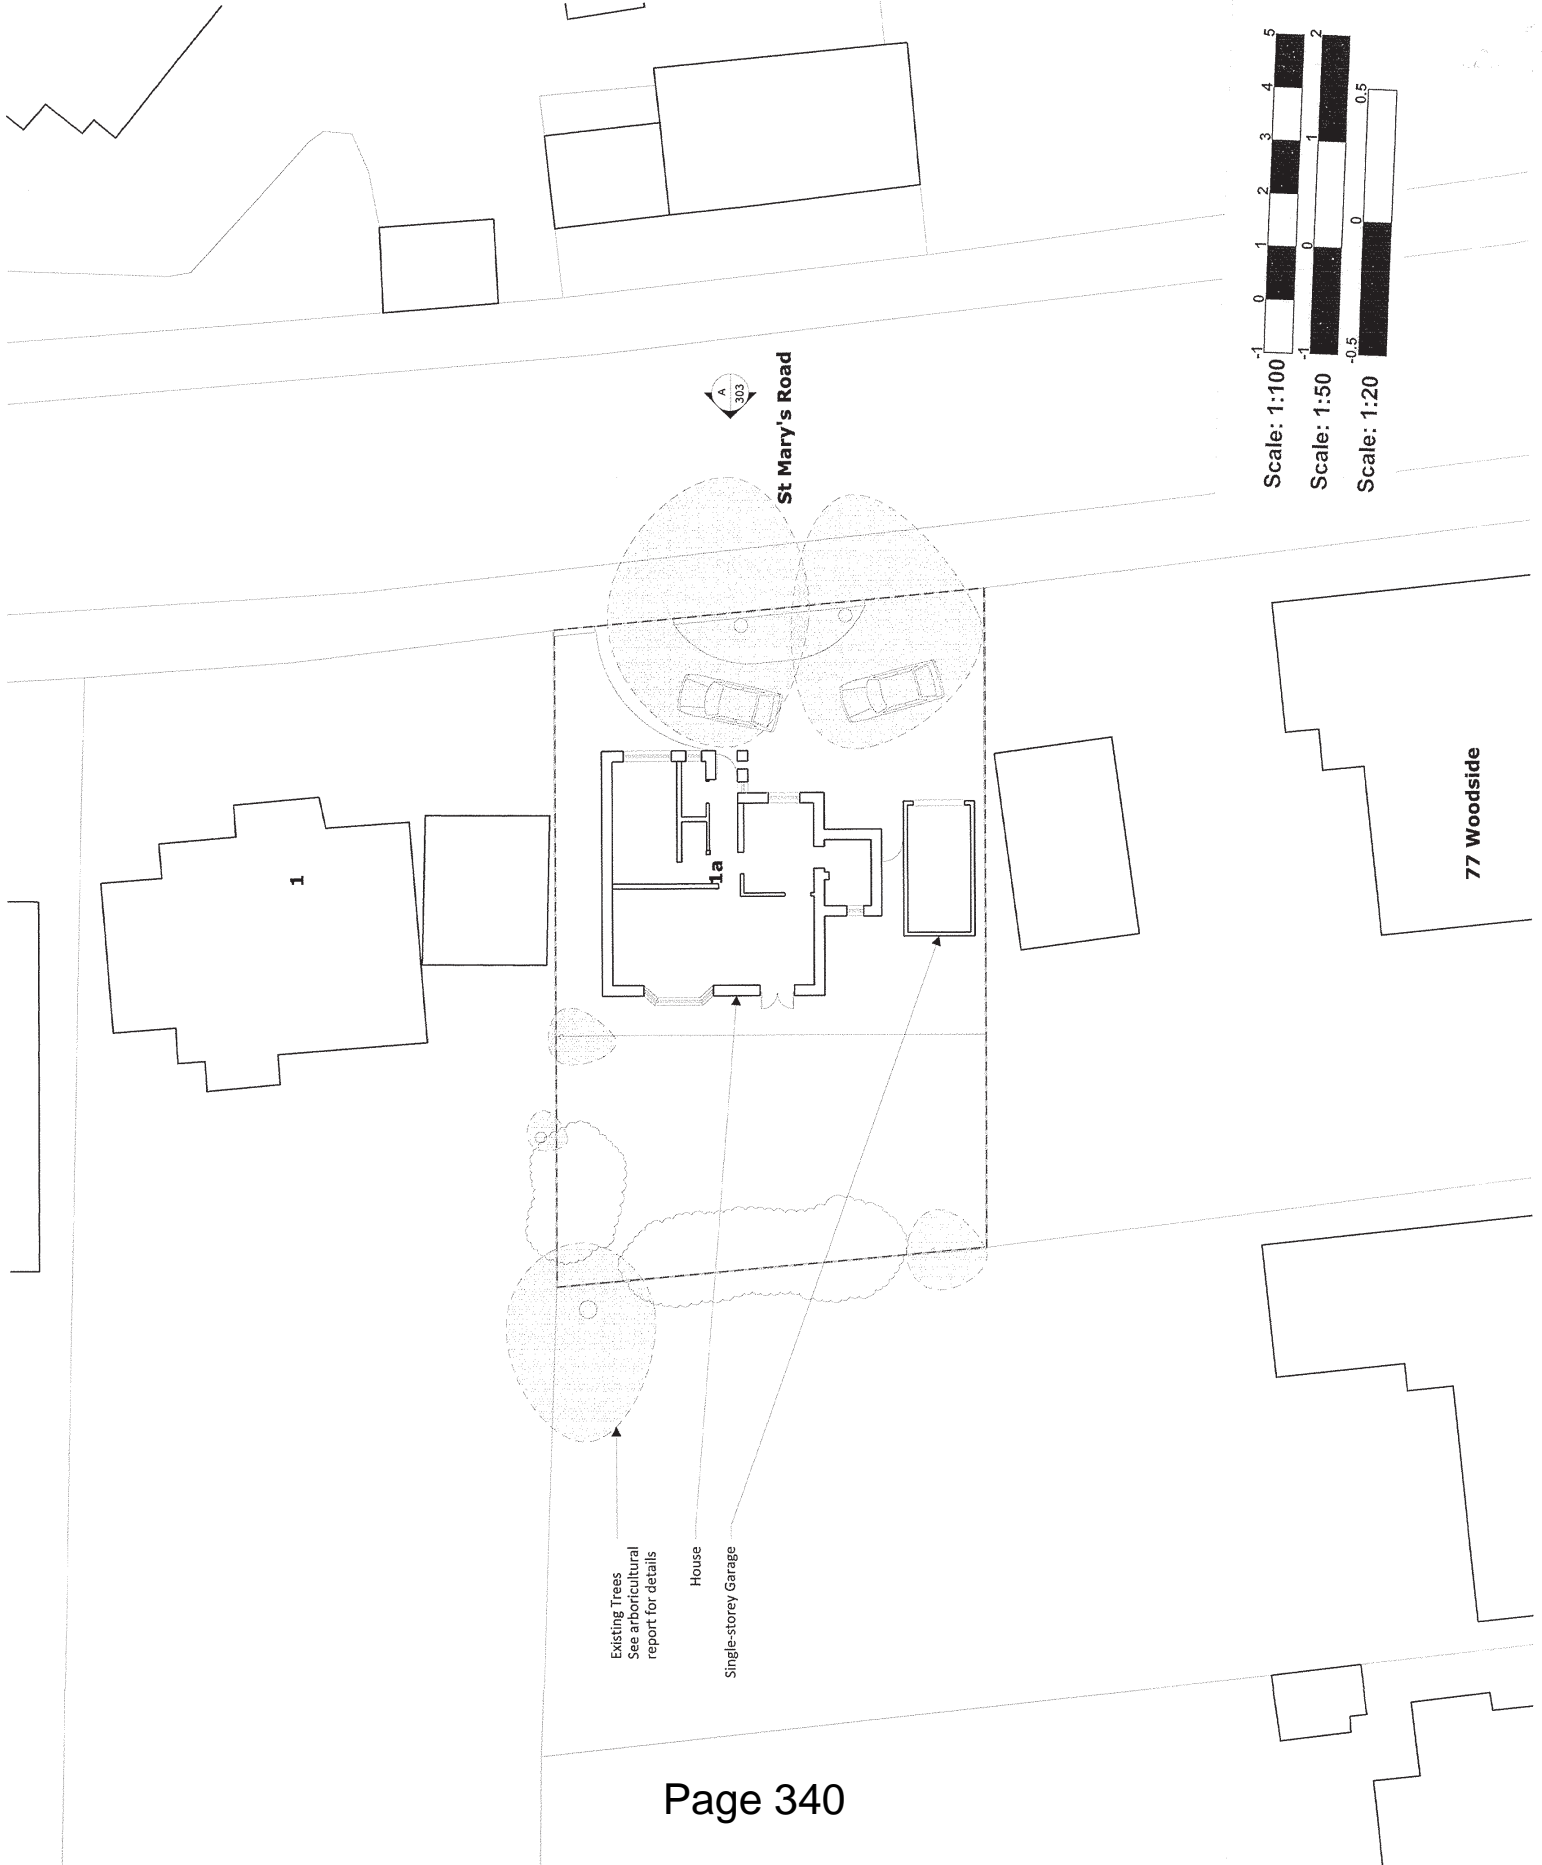 St Mary's Road
A
303
1
1a
77 Woodside
Existing Trees
See arboricultural
report for details
House
Single-storey Garage
Scale: 1:100
-1 0 1 2 3 4 5
Scale: 1:50
-1 0 1 2
Scale: 1:20
-0.5 0 0.5
Page 340